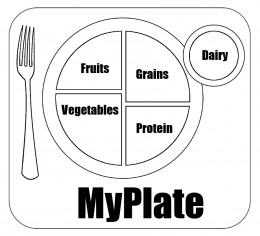 Dairy
Fruits
Grains
Vegetables
Protein
MyPlate